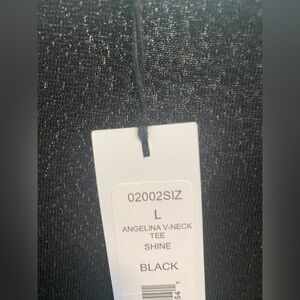 02002SIZ
L
ANGELINA V-NECK
TEE
SHINE
BLACK